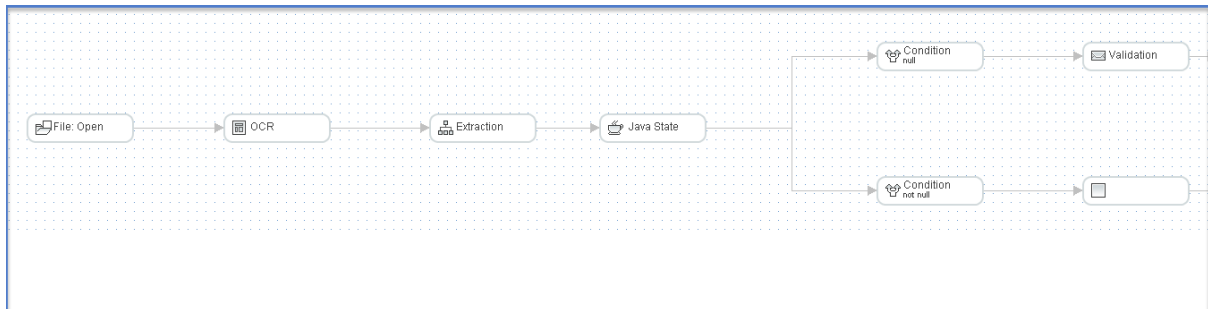 Condition
null
Validation
File: Open
OCR
Extraction
Java State
Condition
not null